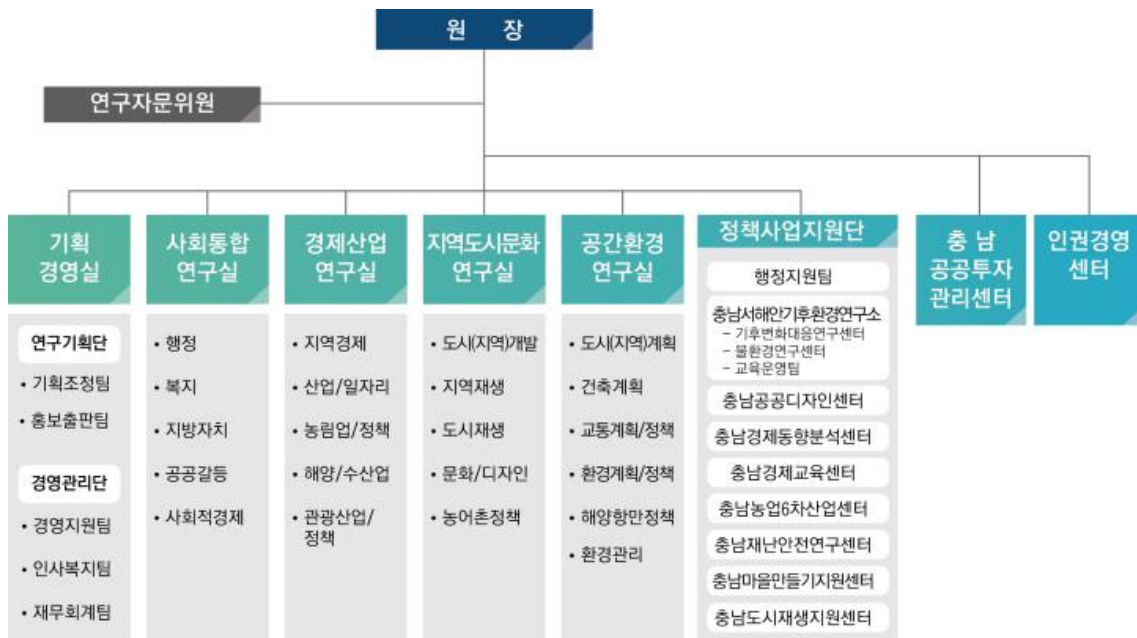 원 장
연구자문위원
기획
경영실
연구기획단
• 기획조정팀
• 홍보출판팀
경영관리단
• 경영지원팀
• 인사복지팀
• 재무회계팀
사회통합
연구실
• 행정
• 복지
• 지방자치
• 공공갈등
• 사회적경제
경제산업
연구실
• 지역경제
• 산업/일자리
• 농림업/정책
• 해양/수산업
• 관광산업/
정책
지역도시문화
연구실
• 도시(지역)개발
• 지역재생
• 도시재생
• 문화/디자인
• 농어촌정책
공간환경
연구실
• 도시(지역)계획
• 건축계획
• 교통계획/정책
• 환경계획/정책
• 해양항만정책
• 환경관리
정책사업지원단
행정지원팀
충남서해안기후환경연구소
– 기후변화대응연구센터
– 물환경연구센터
– 교육운영팀
충남공공디자인센터
충남경제동향분석센터
충남경제교육센터
충남농업6차산업센터
충남재난안전연구센터
충남마을만들기지원센터
충남도시재생지원센터
충 남
공공투자
관리센터
인권경영
센터